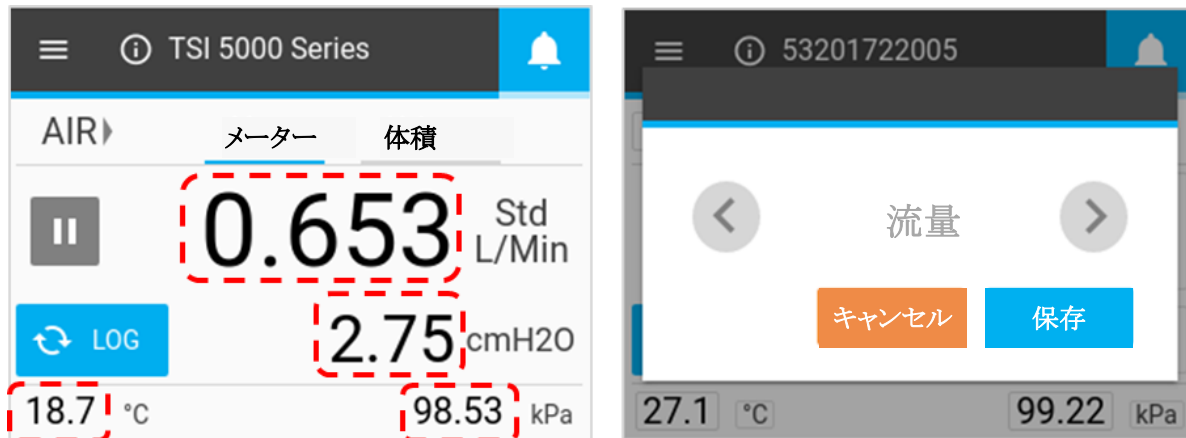 TSI 5000 Series
AIR
メーター 体積
0.653 Std L/Min
LOG 2.75 cmH2O
18.7 °C 98.53 kPa
53201722005
流量
キャンセル 保存
27.1 °C 99.22 kPa